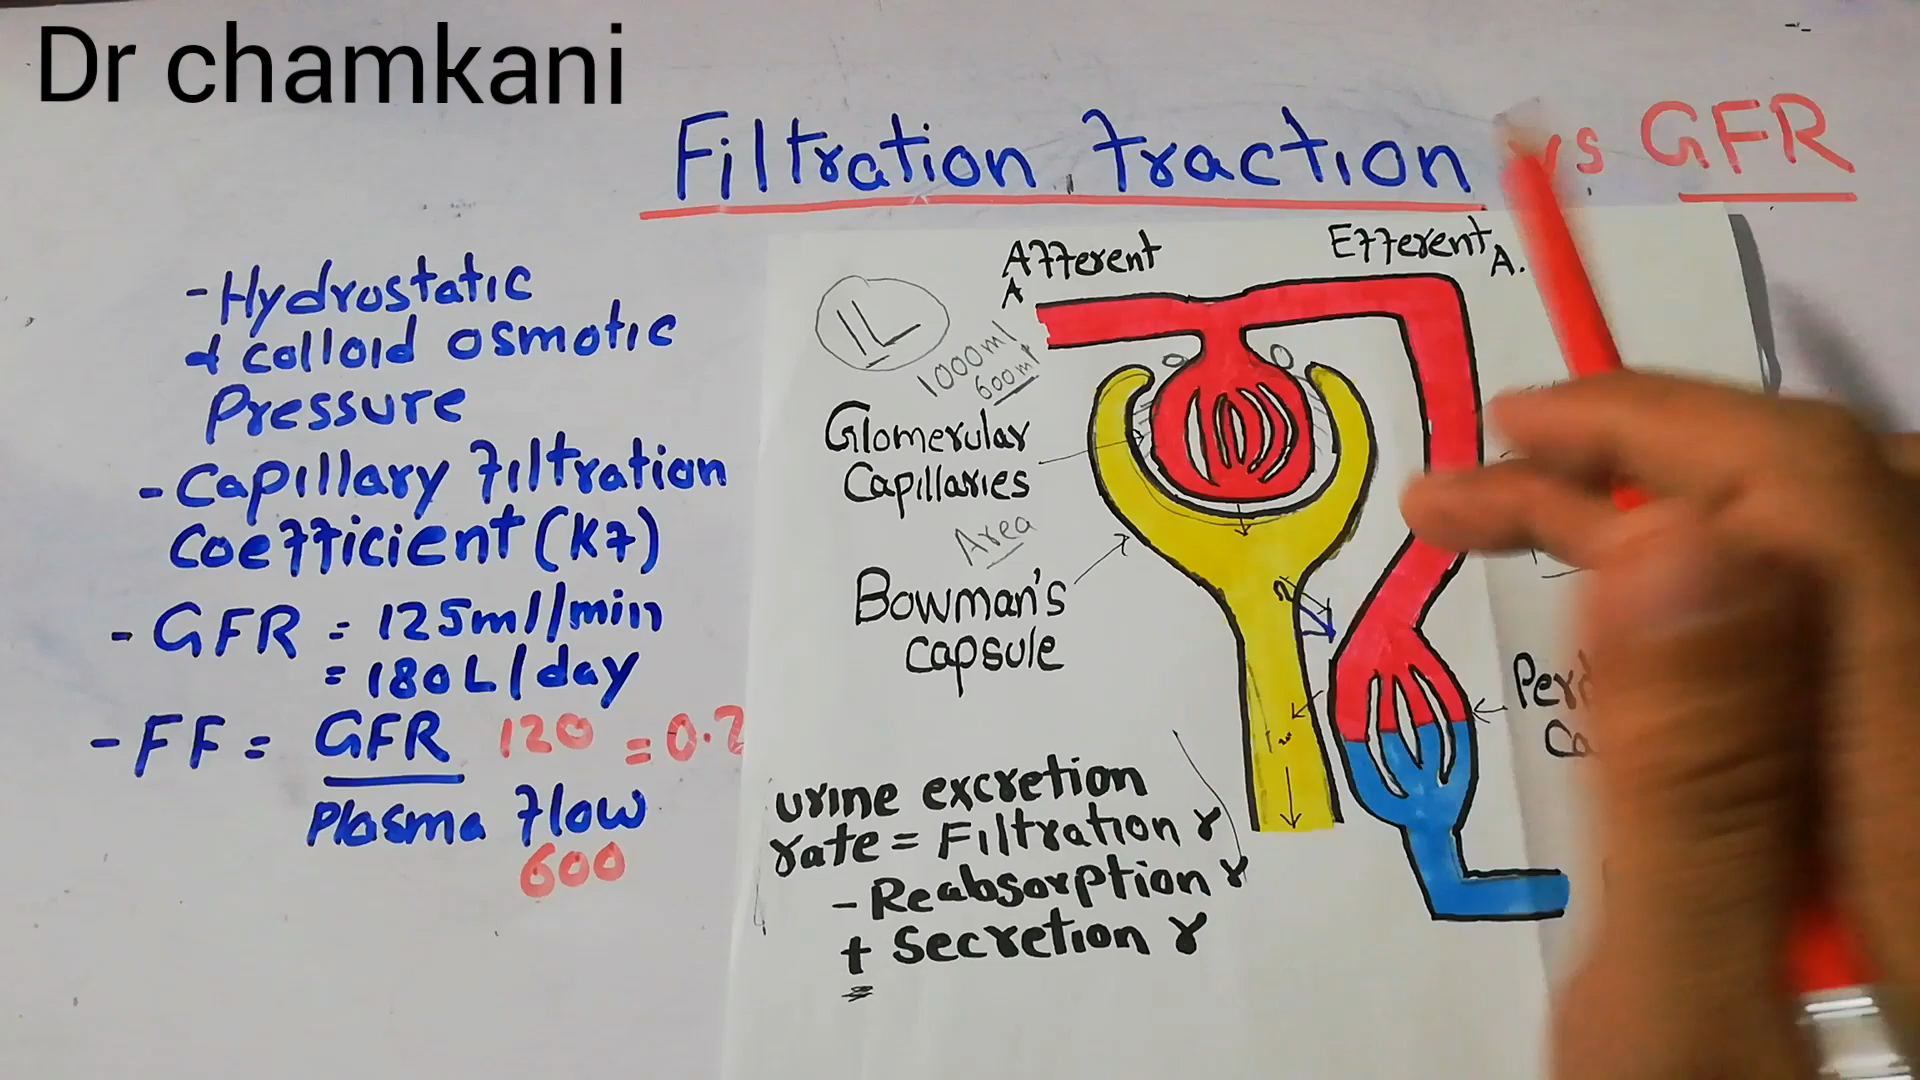 Dr chamkani
Filtration fraction vs GFR
-Hydrostatic
& colloid osmotic
Pressure
-Capillary filtration
Coefficient (Kf)
-GFR = 125ml/min
= 180L/day
-FF = GFR 120 = 0.2
Plasma flow
600
Afferent
A
Efferent
A.
1L
1000ml
600ml
Glomerular
Capillaries
Area
Bowman's
capsule
urine excretion
rate = Filtration r
- Reabsorption r
+ Secretion r
=